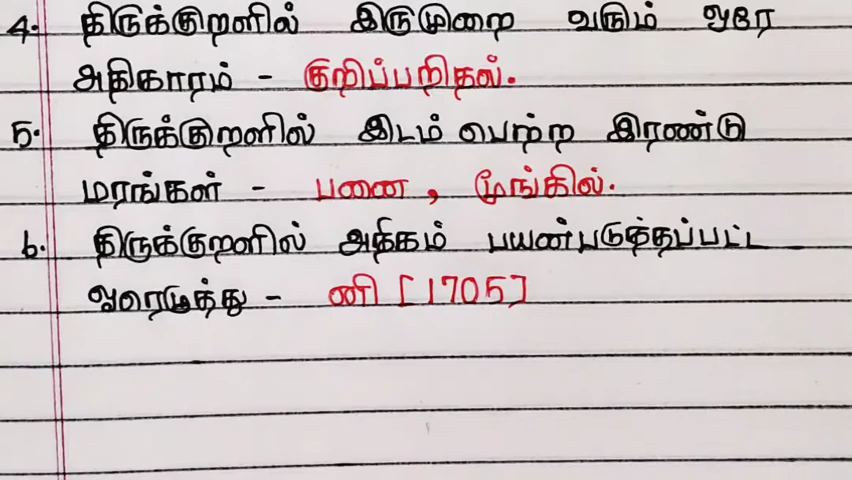 4. திருக்குறளில் இருமுறை வரும் ஒரே
அதிகாரம் - குறிப்பறிதல்.
5. திருக்குறளில் இடம் பெற்ற இரண்டு
மரங்கள் - பனை, மூங்கில்.
6. திருக்குறளில் அதிகம் பயன்படுத்தப்பட்ட
ஒரெழுத்து - னி [1705]